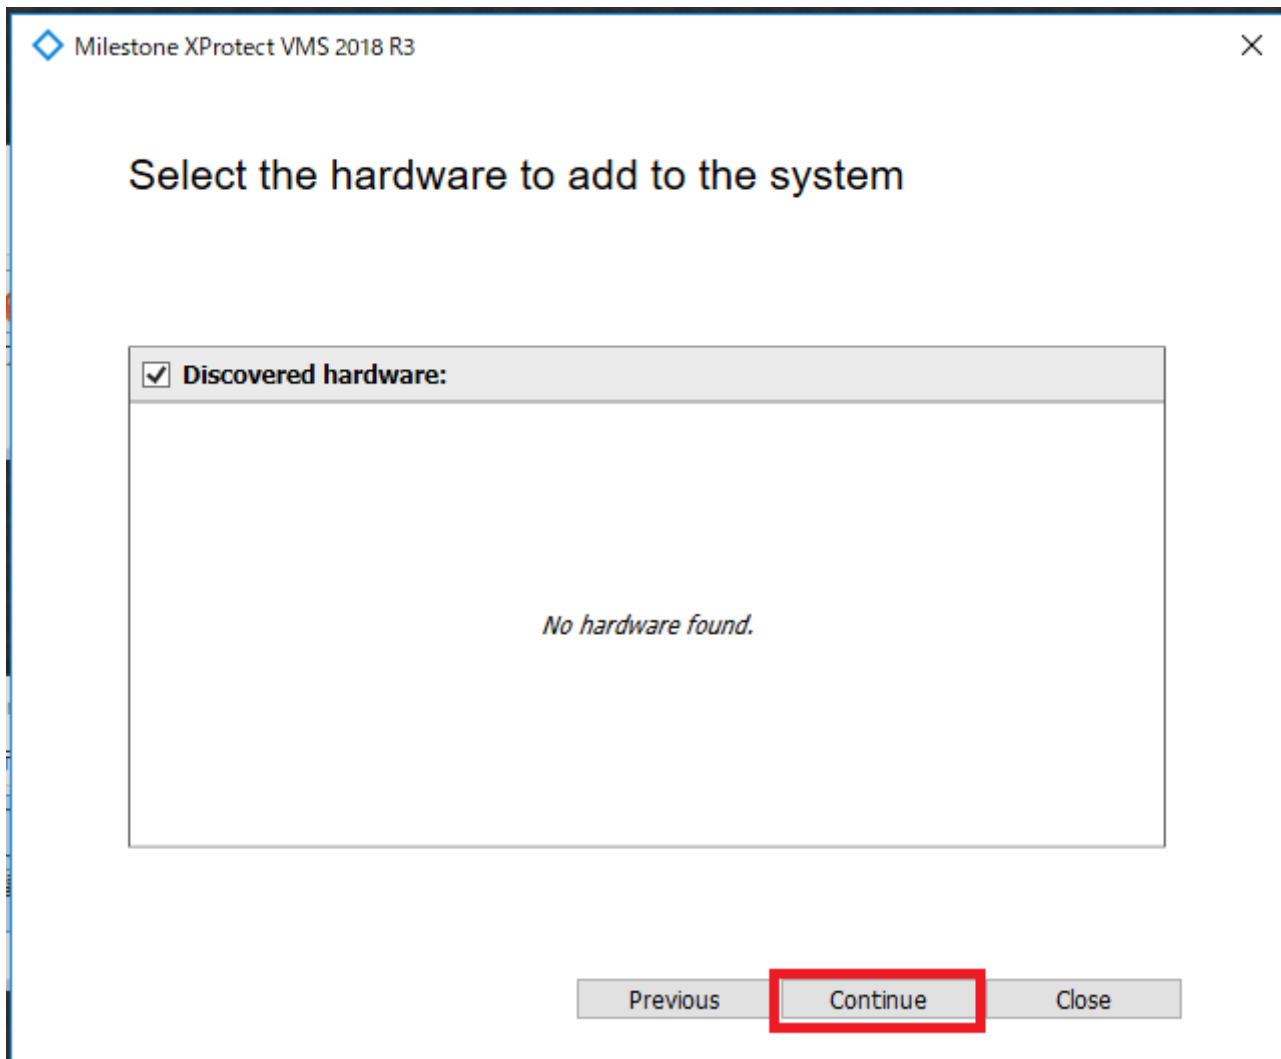 Milestone XProtect VMS 2018 R3
Select the hardware to add to the system
Discovered hardware:
No hardware found.
Previous Continue Close